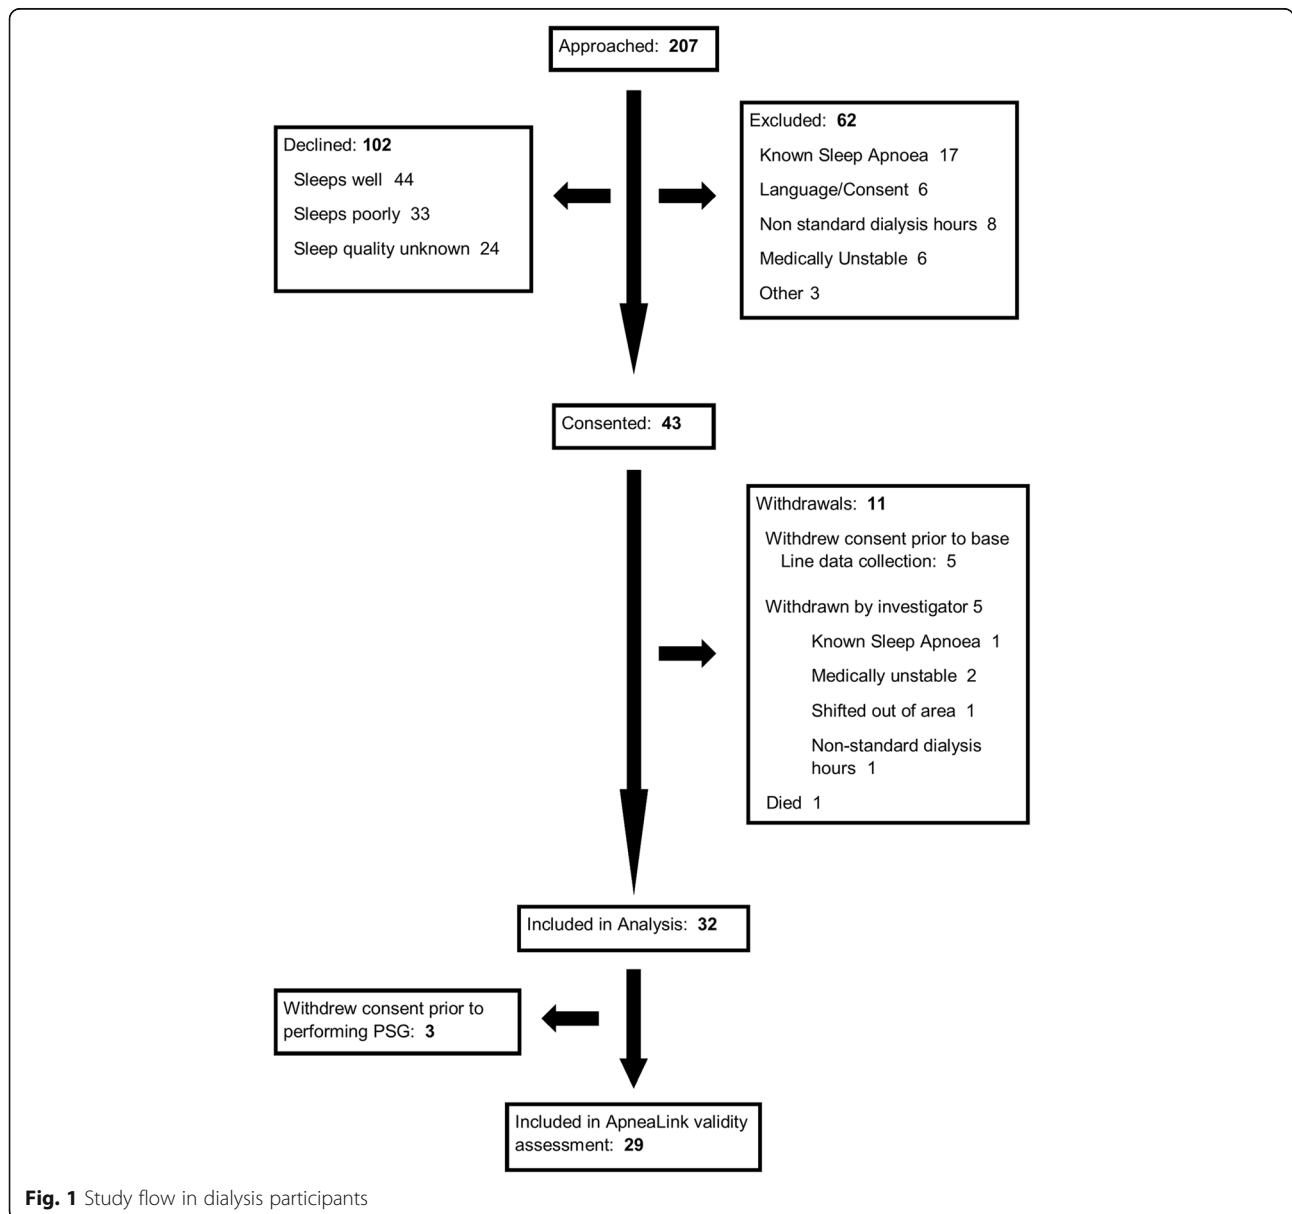 Approached: 207
Declined: 102
Sleeps well 44
Sleeps poorly 33
Sleep quality unknown 24
Excluded: 62
Known Sleep Apnoea 17
Language/Consent 6
Non standard dialysis hours 8
Medically Unstable 6
Other 3
Consented: 43
Withdrawals: 11
Withdrew consent prior to base
Line data collection: 5
Withdrawn by investigator 5
Known Sleep Apnoea 1
Medically unstable 2
Shifted out of area 1
Non-standard dialysis
hours 1
Died 1
Included in Analysis: 32
Withdrew consent prior to
performing PSG: 3
Included in ApneaLink validity
assessment: 29
Fig. 1 Study flow in dialysis participants